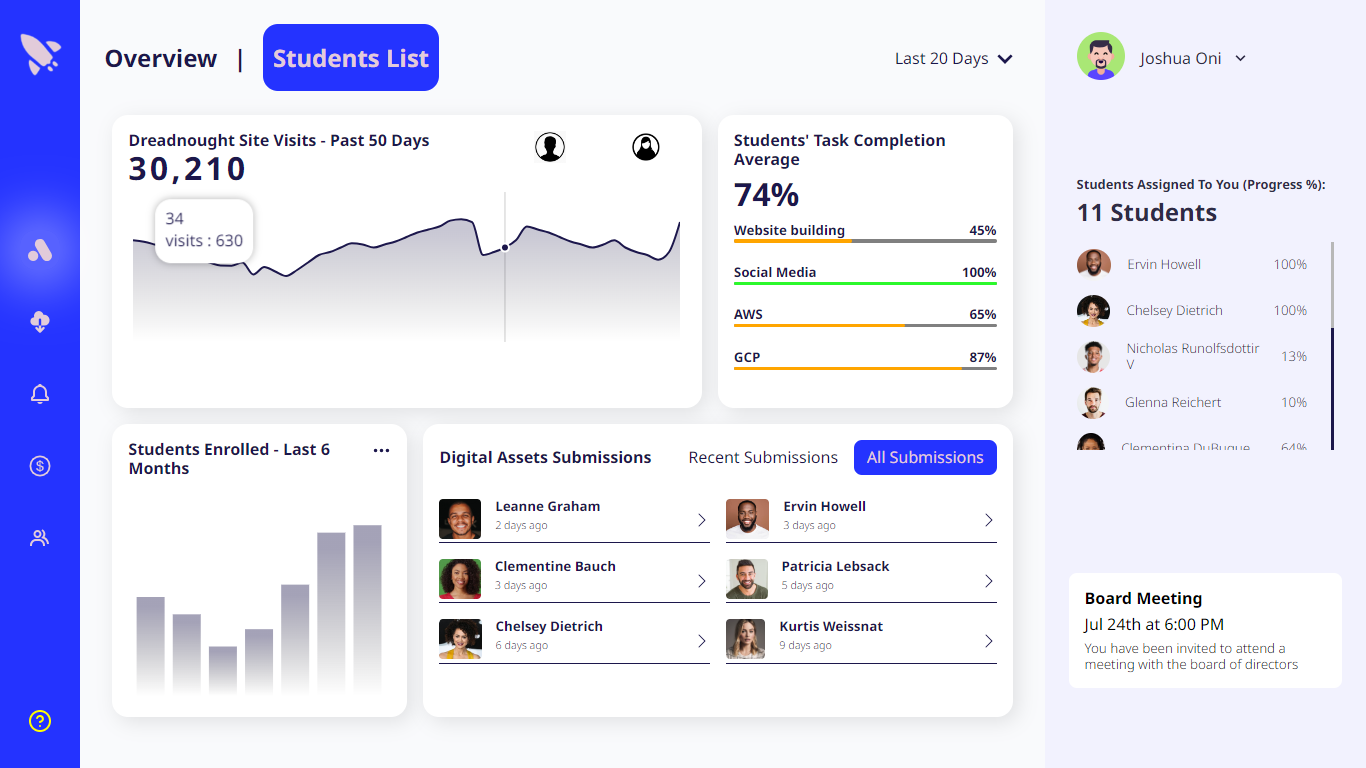 Overview | Students List
Last 20 Days
Joshua Oni
Dreadnought Site Visits - Past 50 Days
30,210
34
visits : 630
Students' Task Completion
Average
74%
Website building 45%
Social Media 100%
AWS 65%
GCP 87%
Students Assigned To You (Progress %):
11 Students
Ervin Howell 100%
Chelsey Dietrich 100%
Nicholas Runolfsdottir
V 13%
Glenna Reichert 10%
Clementina DuBuque 64%
Students Enrolled - Last 6
Months
Digital Assets Submissions
Recent Submissions
All Submissions
Leanne Graham
2 days ago
Ervin Howell
3 days ago
Clementine Bauch
3 days ago
Patricia Lebsack
5 days ago
Chelsey Dietrich
6 days ago
Kurtis Weissnat
9 days ago
Board Meeting
Jul 24th at 6:00 PM
You have been invited to attend a
meeting with the board of directors
$
?